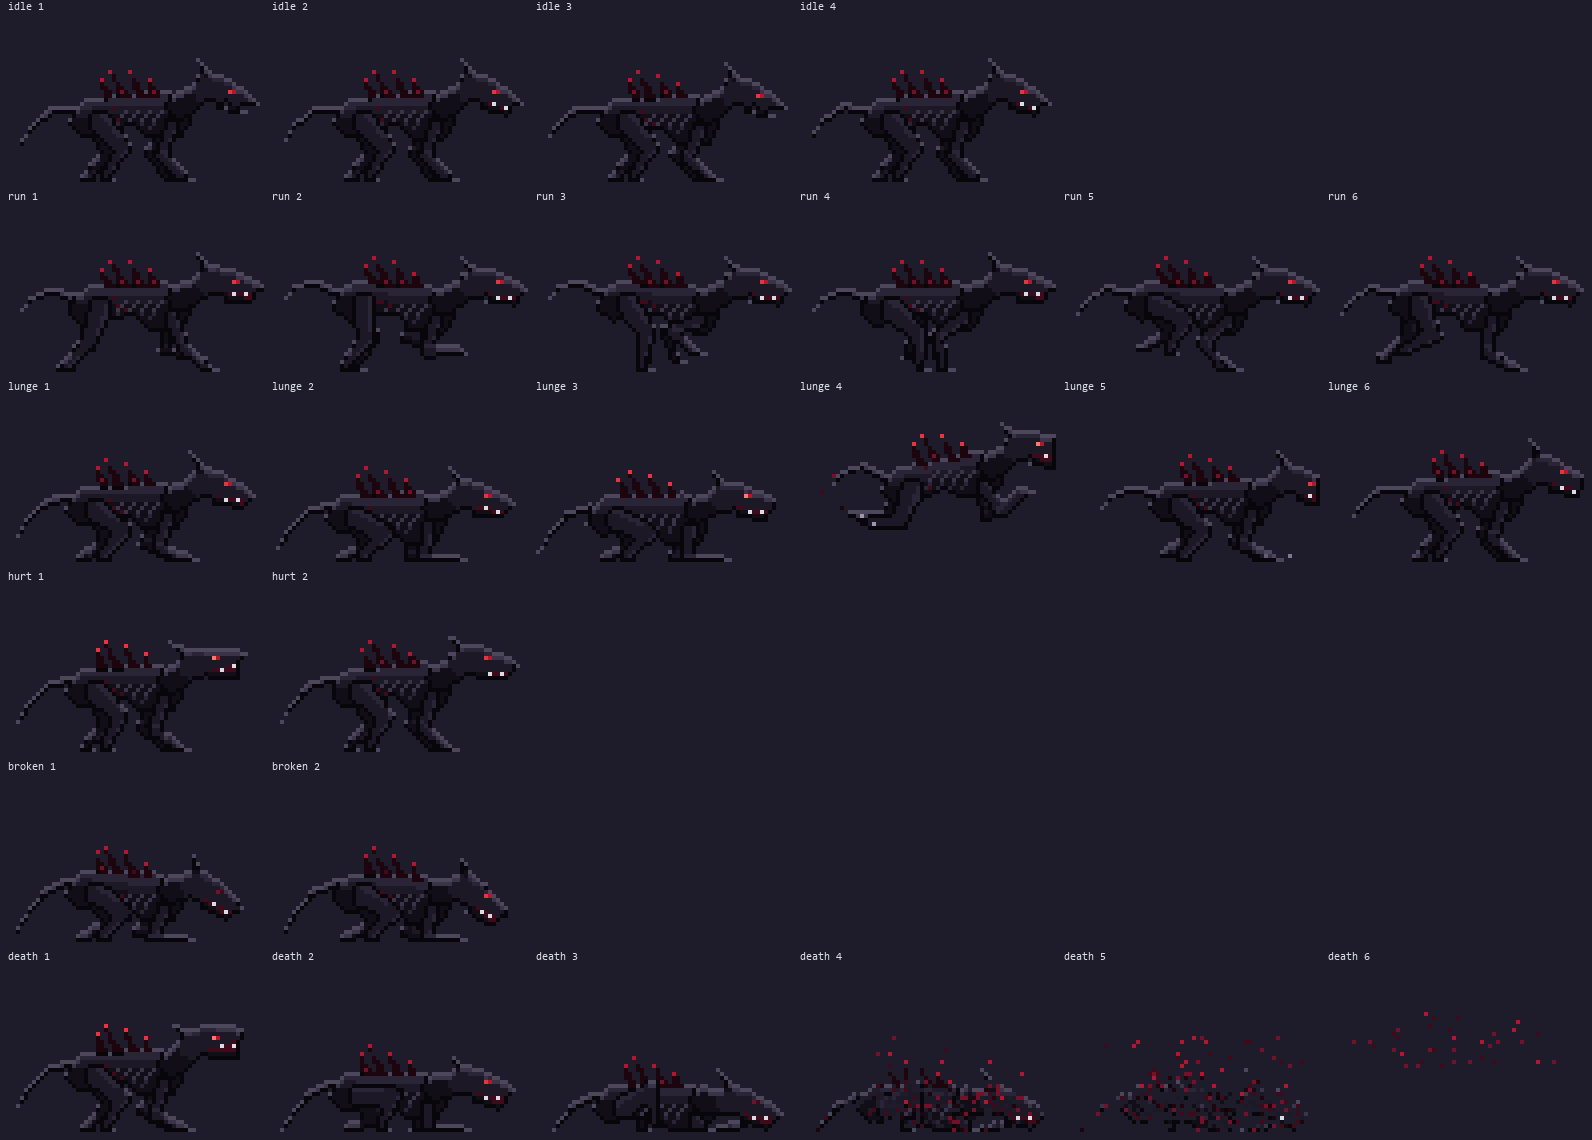 idle 1 idle 2 idle 3 idle 4
run 1 run 2 run 3 run 4 run 5 run 6
lunge 1 lunge 2 lunge 3 lunge 4 lunge 5 lunge 6
hurt 1 hurt 2
broken 1 broken 2
death 1 death 2 death 3 death 4 death 5 death 6